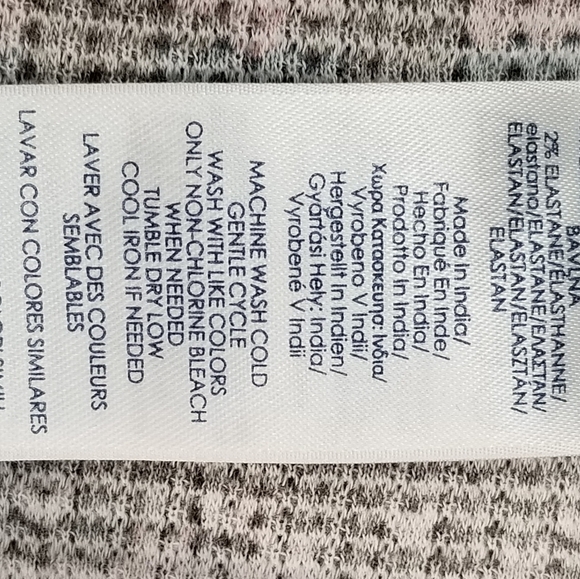 BAVLNA
2% ELASTANE/ÉLASTHANNE/
elastano/ELASTANE/ΕΛΑΣΤΑΝ/
ELASTAN/ELASTAN/ELASZTÁN/
ELASTAN
Made In India/
Fabriqué En Inde/
Hecho En India/
Prodotto In India/
Χωρα Κατασκευης: Ινδια/
Vyrobeno V Indii/
Hergestellt In Indien/
Gyártási Hely: India/
Vyrobené V Indii
MACHINE WASH COLD
GENTLE CYCLE
WASH WITH LIKE COLORS
ONLY NON-CHLORINE BLEACH
WHEN NEEDED
TUMBLE DRY LOW
COOL IRON IF NEEDED
LAVER AVEC DES COULEURS
SEMBLABLES
LAVAR CON COLORES SIMILARES